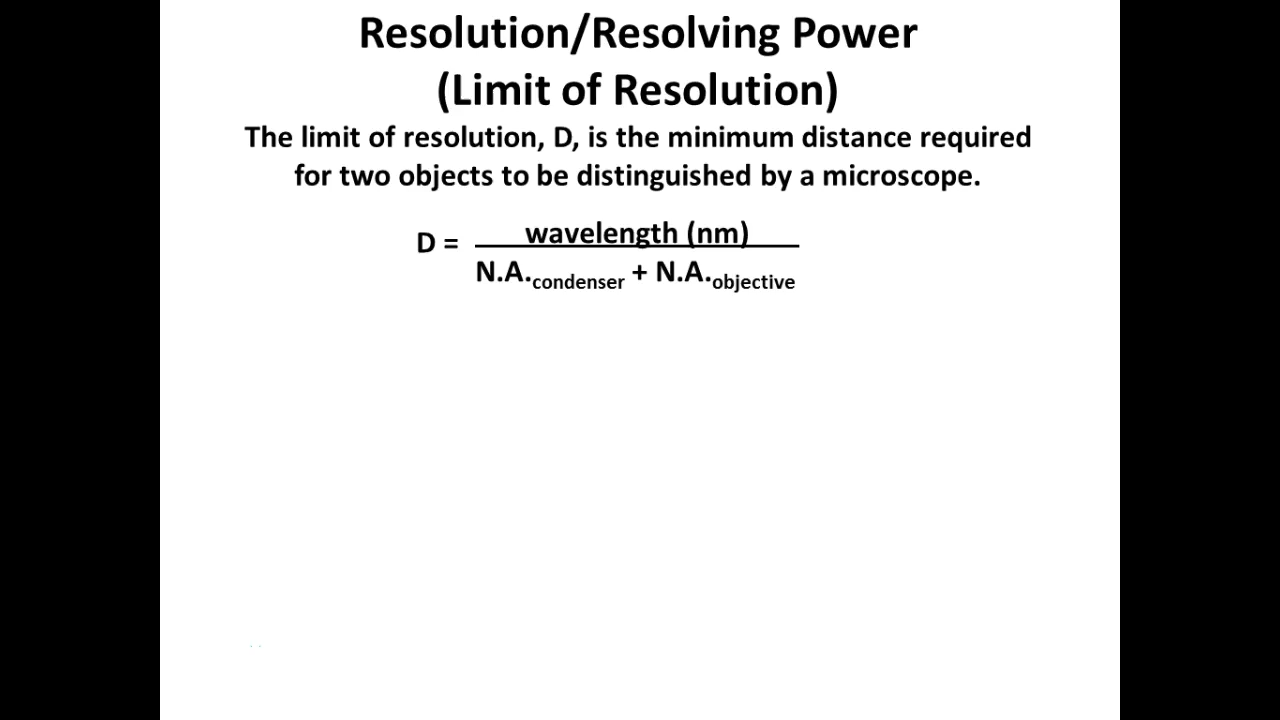 Resolution/Resolving Power
(Limit of Resolution)
The limit of resolution, D, is the minimum distance required
for two objects to be distinguished by a microscope.
D = wavelength (nm)
N.A.condenser + N.A.objective